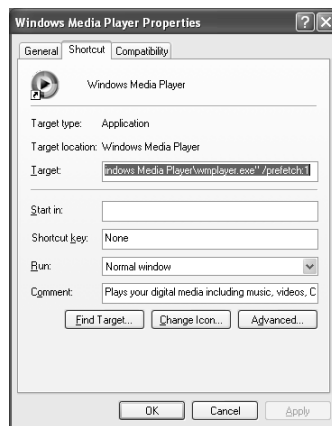 Windows Media Player Properties
General Shortcut Compatibility
Windows Media Player
Target type: Application
Target location: Windows Media Player
Target: indows Media Player\wmplayer.exe" /prefetch:1
Start in:
Shortcut key: None
Run: Normal window
Comment: Plays your digital media including music, videos, C
Find Target... Change Icon... Advanced...
OK Cancel Apply